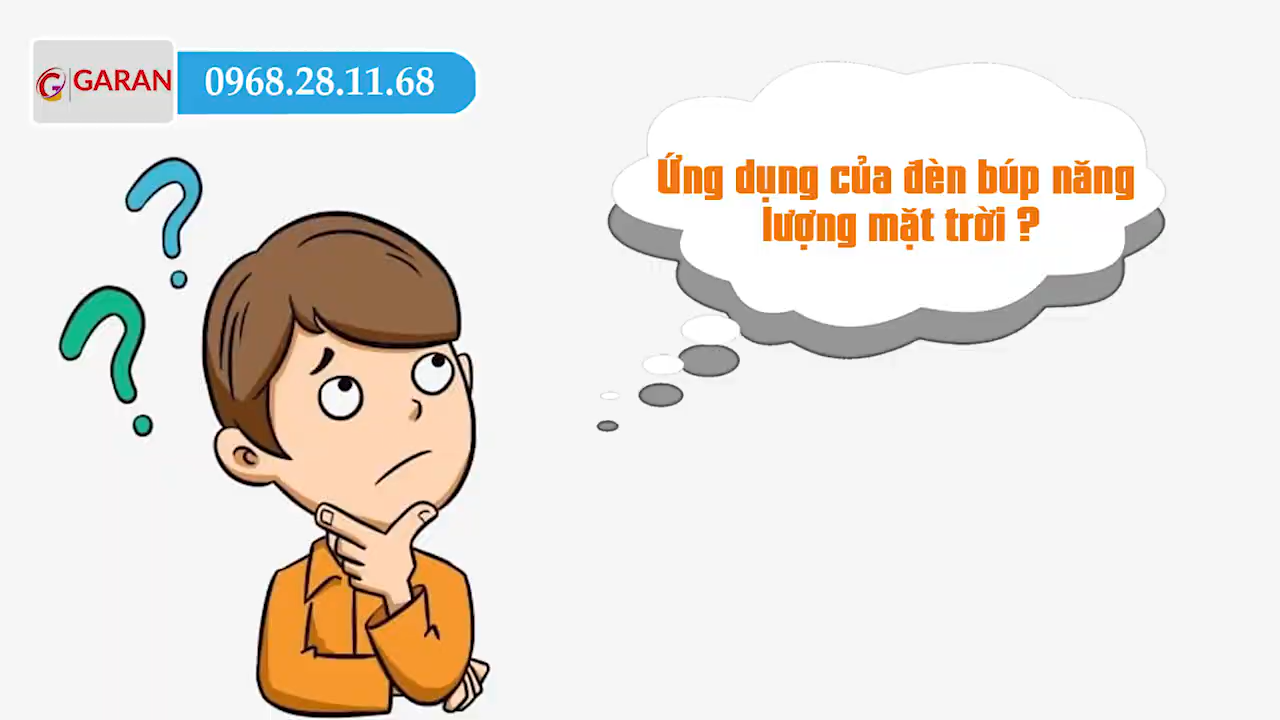 GARAN
0968.28.11.68
Ứng dụng của đèn búp năng
lượng mặt trời ?